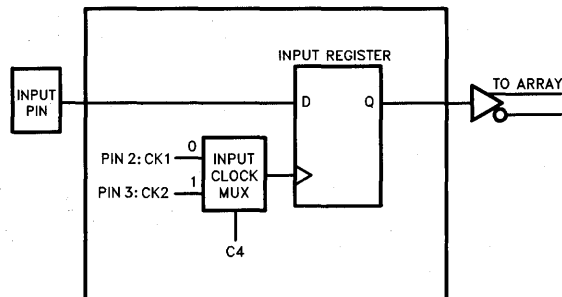 INPUT REGISTER
TO ARRAY
INPUT
PIN
D
Q
0
PIN 2: CK1
1
PIN 3: CK2
INPUT
CLOCK
MUX
C4